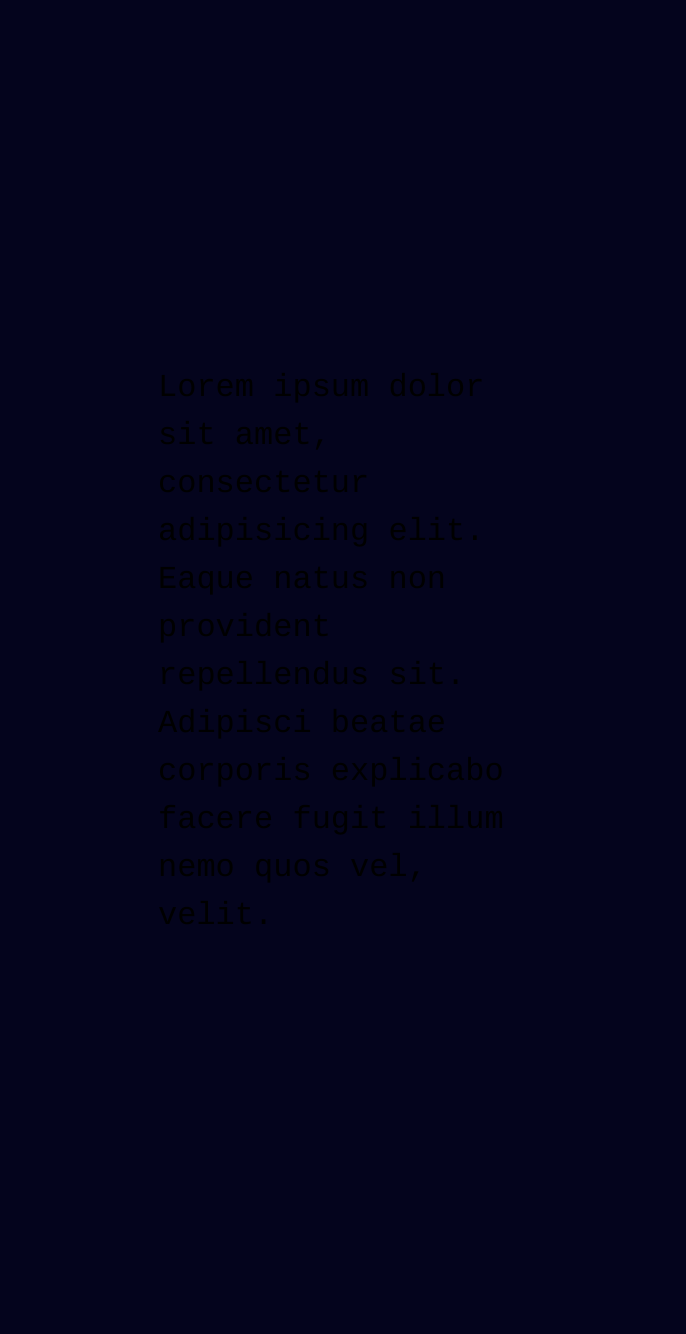 Lorem ipsum dolor
sit amet,
consectetur
adipisicing elit.
Eaque natus non
provident
repellendus sit.
Adipisci beatae
corporis explicabo
facere fugit illum
nemo quos vel,
velit.